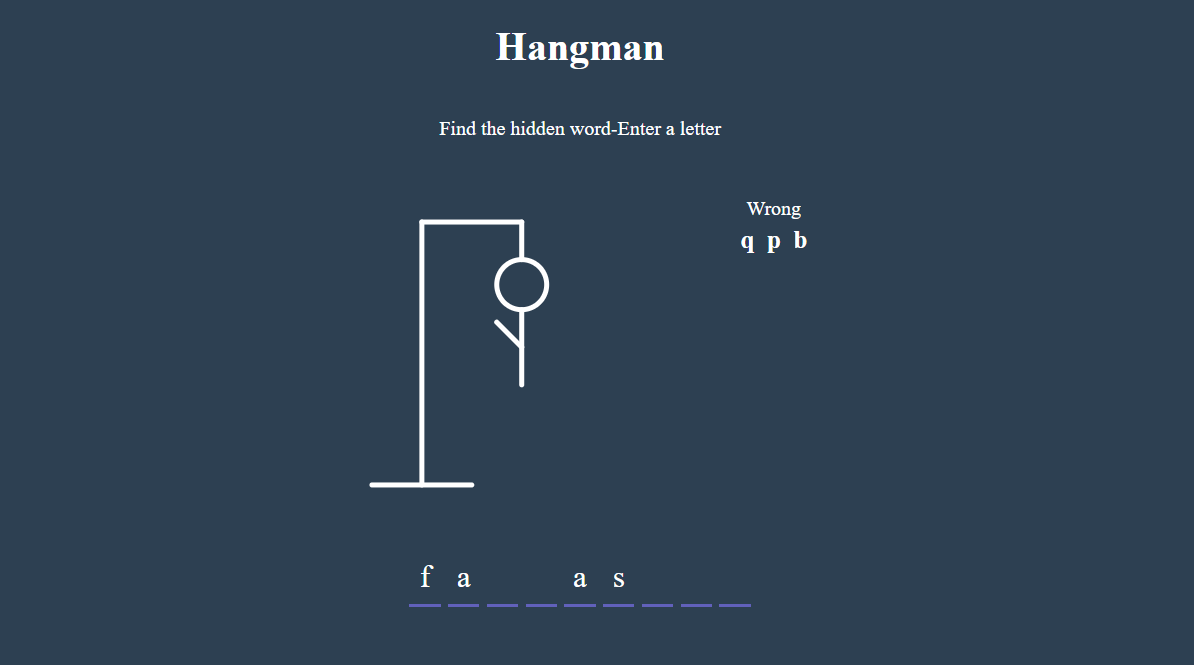 Hangman
Find the hidden word-Enter a letter
Wrong
q p b
f a a s